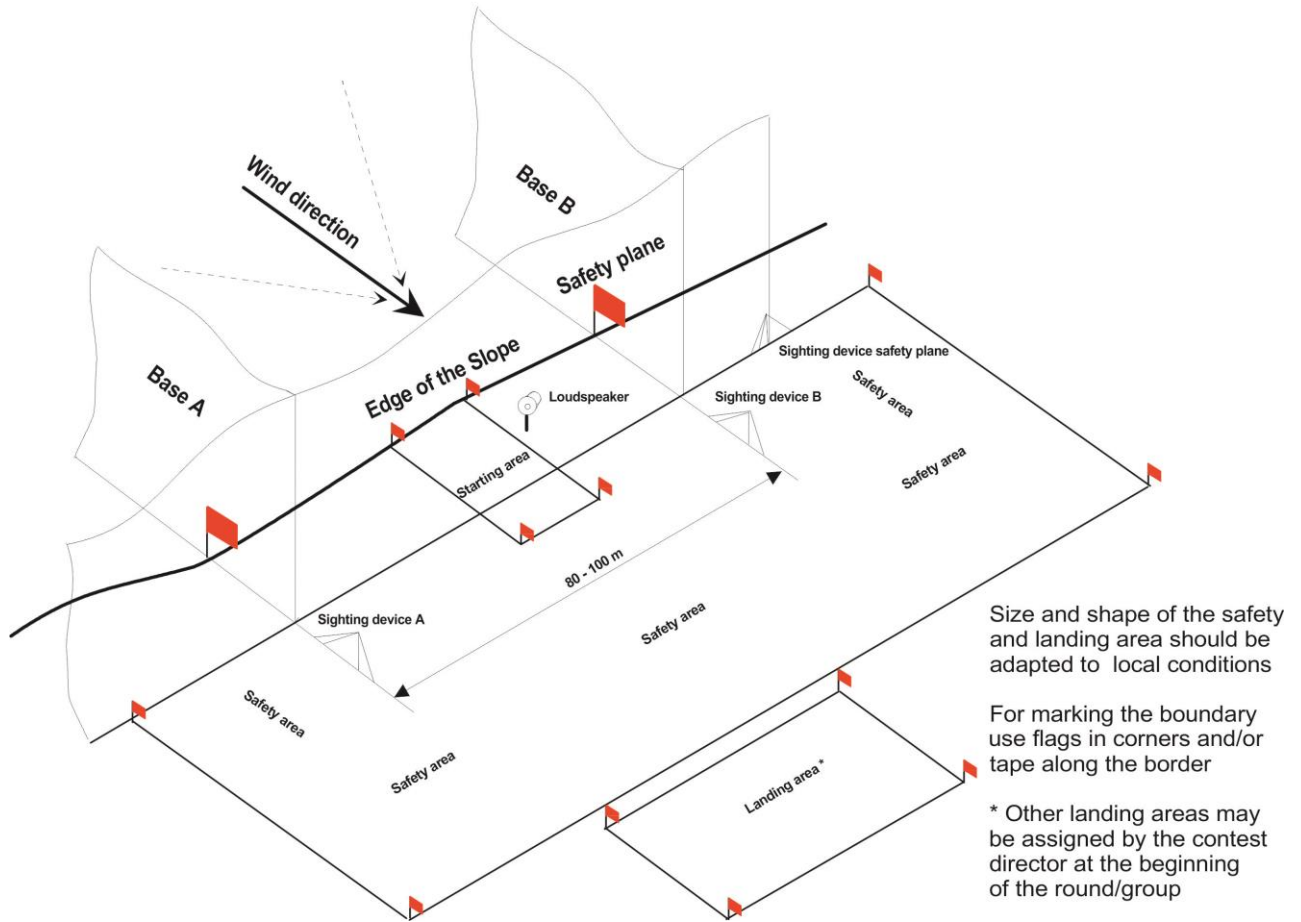 Base B
Wind direction
Safety plane
Base A
Edge of the Slope
Sighting device safety plane
Safety area
Loudspeaker
Sighting device B
Safety area
Starting area
80 - 100 m
Sighting device A
Safety area
Safety area
Safety area
Landing area *
Size and shape of the safety
and landing area should be
adapted to local conditions
For marking the boundary
use flags in corners and/or
tape along the border
* Other landing areas may
be assigned by the contest
director at the beginning
of the round/group